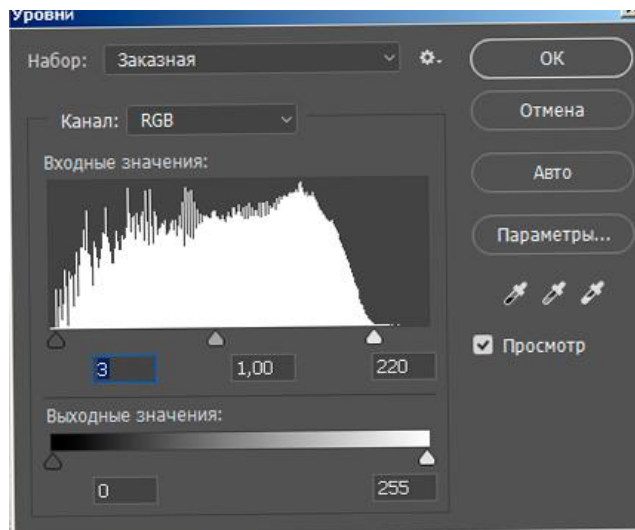 Уровни
Набор: Заказная
ОК
Канал: RGB
Отмена
Входные значения:
Авто
Параметры...
Просмотр
3 1,00 220
Выходные значения:
0 255